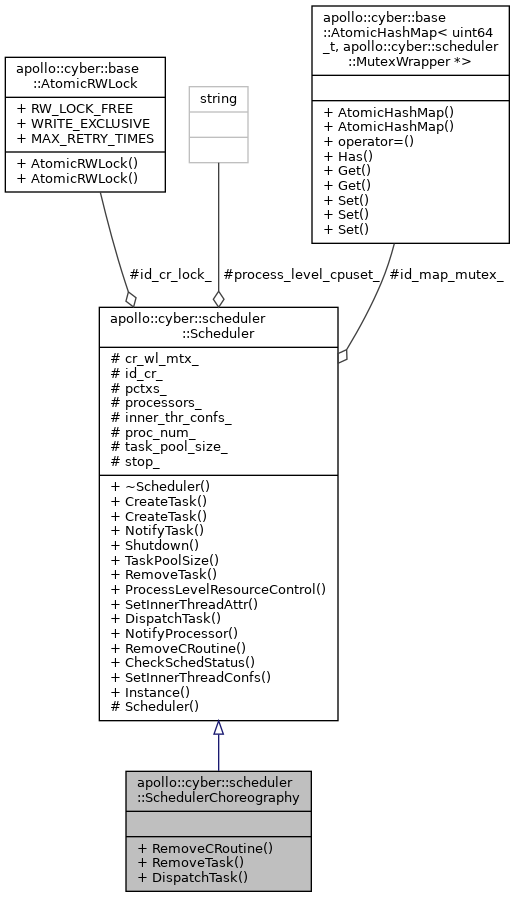 apollo::cyber::base
::AtomicHashMap< uint64
_t, apollo::cyber::scheduler
::MutexWrapper *>
+ AtomicHashMap()
+ AtomicHashMap()
+ operator=()
+ Has()
+ Get()
+ Get()
+ Set()
+ Set()
+ Set()
apollo::cyber::base
::AtomicRWLock
+ RW_LOCK_FREE
+ WRITE_EXCLUSIVE
+ MAX_RETRY_TIMES
+ AtomicRWLock()
+ AtomicRWLock()
string
#id_cr_lock_
#process_level_cpuset_
#id_map_mutex_
apollo::cyber::scheduler
::Scheduler
# cr_wl_mtx_
# id_cr_
# pctxs_
# processors_
# inner_thr_confs_
# proc_num_
# task_pool_size_
# stop_
+ ~Scheduler()
+ CreateTask()
+ CreateTask()
+ NotifyTask()
+ Shutdown()
+ TaskPoolSize()
+ RemoveTask()
+ ProcessLevelResourceControl()
+ SetInnerThreadAttr()
+ DispatchTask()
+ NotifyProcessor()
+ RemoveCRoutine()
+ CheckSchedStatus()
+ SetInnerThreadConfs()
+ Instance()
# Scheduler()
apollo::cyber::scheduler
::SchedulerChoreography
+ RemoveCRoutine()
+ RemoveTask()
+ DispatchTask()